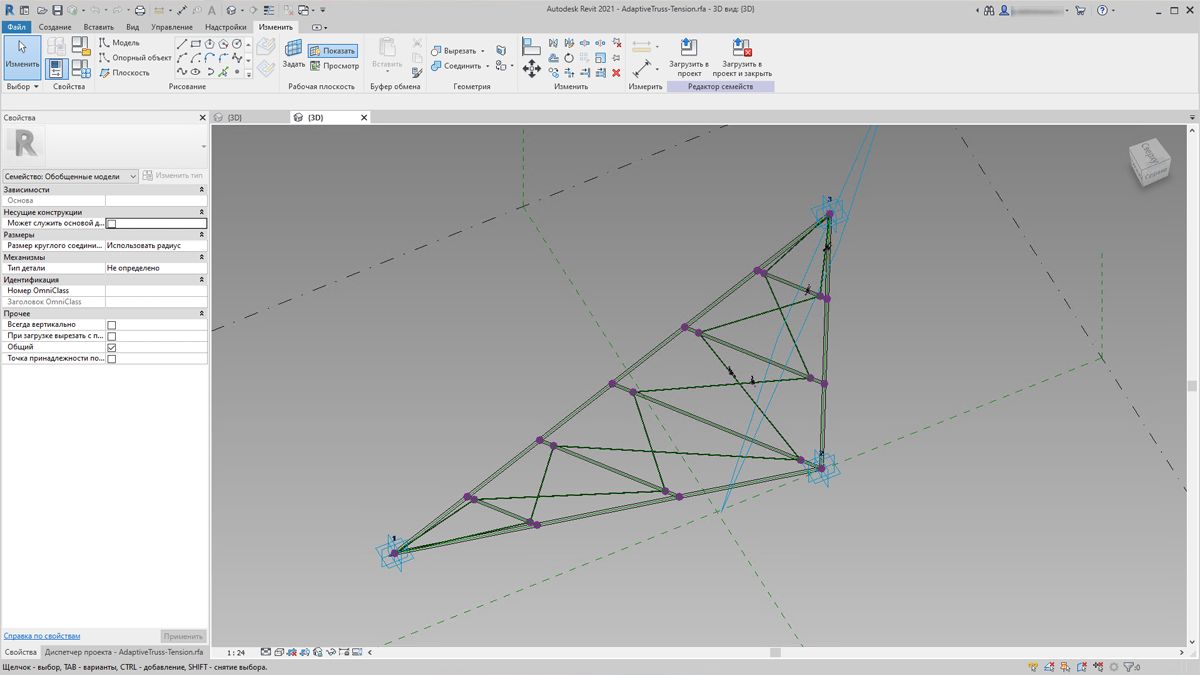 Autodesk Revit 2021 - AdaptiveTruss-Tension.rfa - 3D вид: {3D}
Файл Создание Вставить Вид Управление Надстройки Изменить
Изменить
Модель
Опорный объект
Плоскость
Задать
Показать
Просмотр
Вставить
Вырезать
Соединить
Загрузить в проект
Загрузить в проект и закрыть
Выбор Свойства Рисование Рабочая плоскость Буфер обмена Геометрия Изменить Измерить Редактор семейств
Свойства
{3D} {3D}
R
Семейство: Обобщенные модели Изменить тип
Зависимости
Основа
Несущие конструкции
Может служить основой д...
Размеры
Размер круглого соедини... Использовать радиус
Механизмы
Тип детали Не определено
Идентификация
Номер OmniClass
Заголовок OmniClass
Прочее
Всегда вертикально
При загрузке вырезать с п...
Общий
Точка принадлежности по...
Сверху
3
2
1
Справка по свойствам Применить
Свойства Диспетчер проекта - AdaptiveTruss-Tension.rfa 1 : 24
Щелчок - выбор, TAB - варианты, CTRL - добавление, SHIFT - снятие выбора. :0